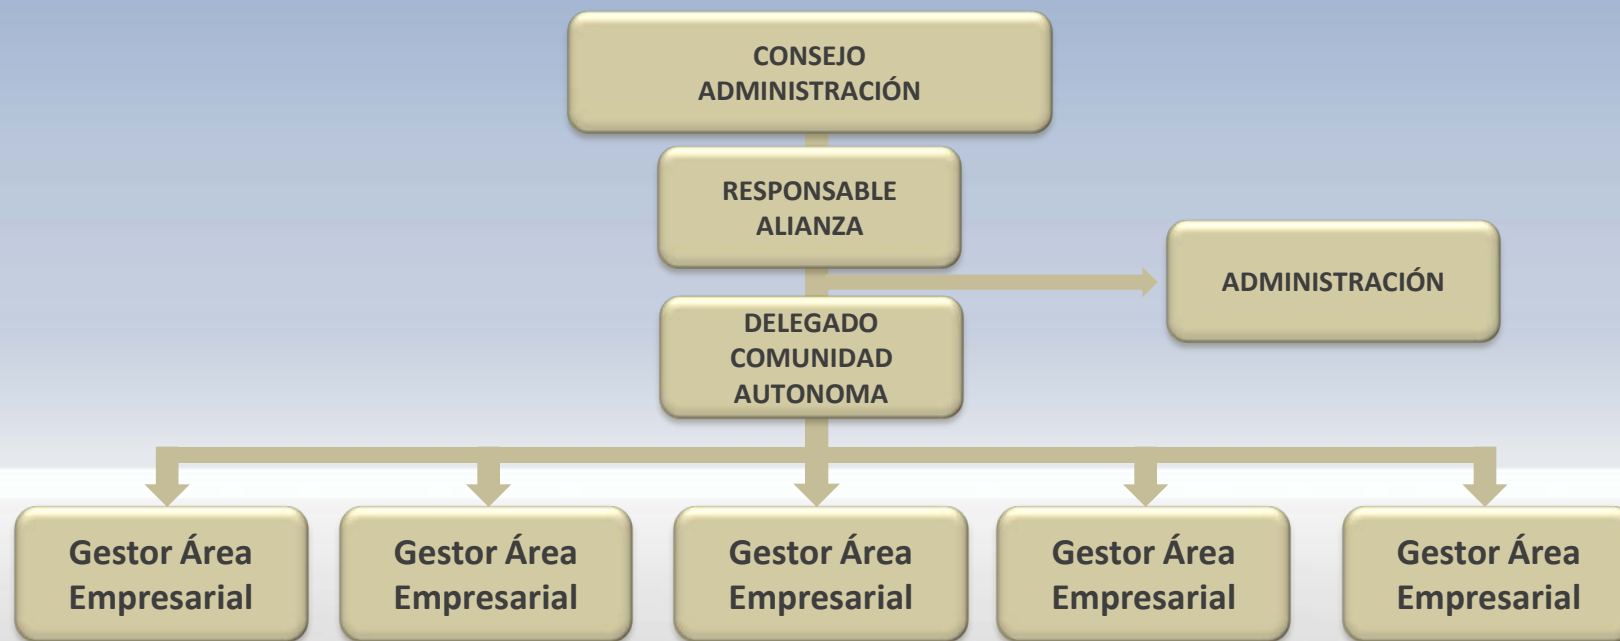 CONSEJO
ADMINISTRACIÓN
RESPONSABLE
ALIANZA
ADMINISTRACIÓN
DELEGADO
COMUNIDAD
AUTONOMA
Gestor Área
Empresarial
Gestor Área
Empresarial
Gestor Área
Empresarial
Gestor Área
Empresarial
Gestor Área
Empresarial